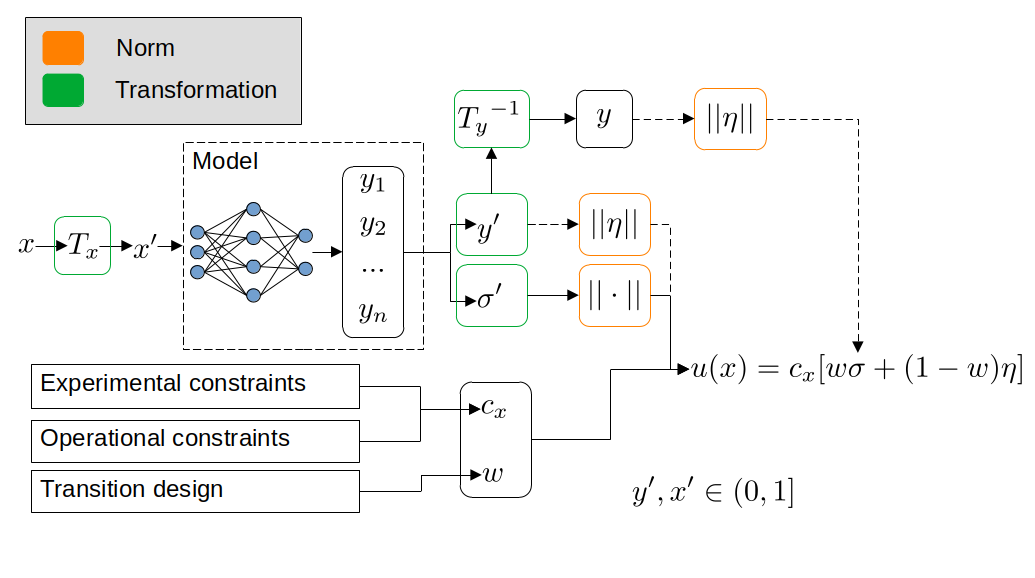 Norm
Transformation
T_y^{-1}
y
||η||
Model
y_1
y_2
...
y_n
x
T_x
x'
y'
||η||
σ'
|| · ||
u(x) = c_x[wσ + (1 − w)η]
Experimental constraints
Operational constraints
Transition design
c_x
w
y', x' ∈ (0, 1]